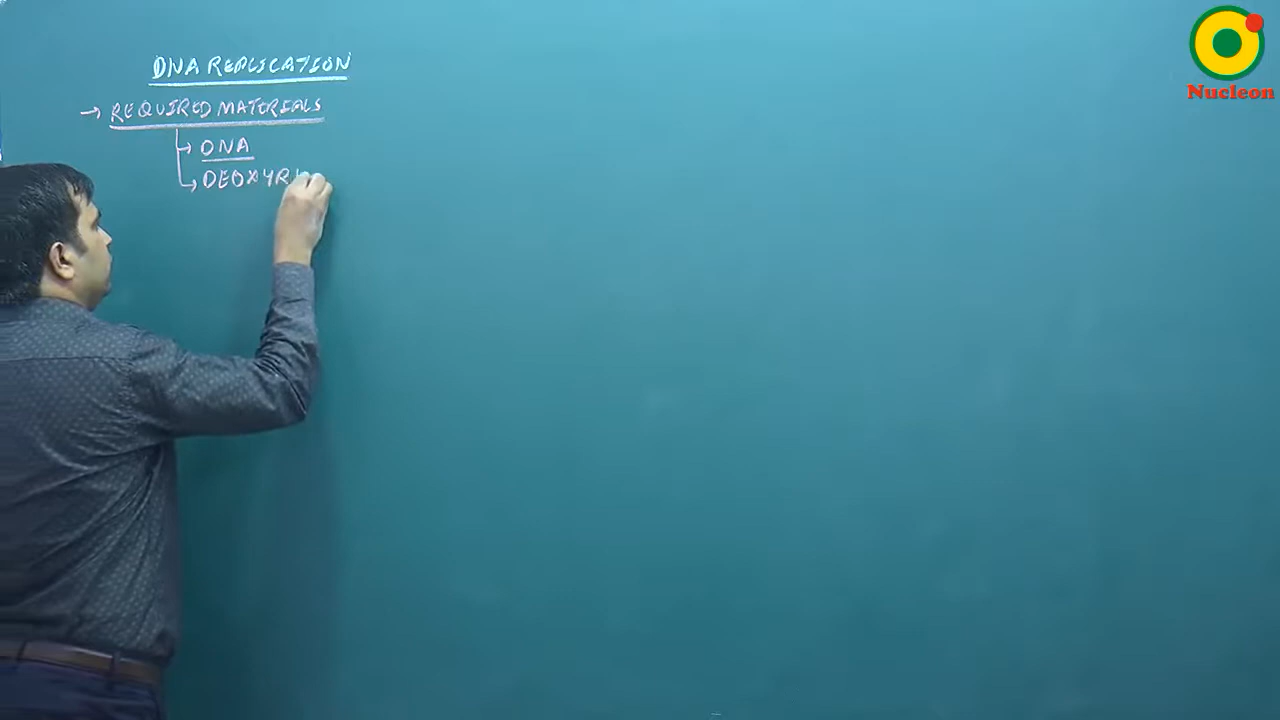 DNA REPLICATION
→ REQUIRED MATERIALS
→ DNA
→ DEOXYRI
Nucleon